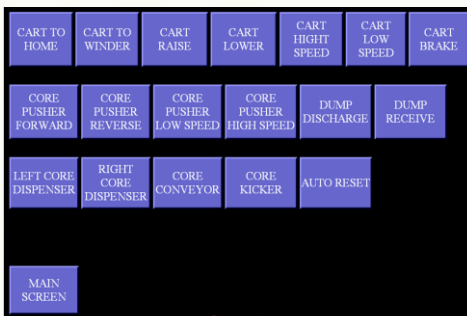 CART TO
HOME
CART TO
WINDER
CART
RAISE
CART
LOWER
CART
HIGHT
SPEED
CART
LOW
SPEED
CART
BRAKE
CORE
PUSHER
FORWARD
CORE
PUSHER
REVERSE
CORE
PUSHER
LOW SPEED
CORE
PUSHER
HIGH SPEED
DUMP
DISCHARGE
DUMP
RECEIVE
LEFT CORE
DISPENSER
RIGHT
CORE
DISPENSER
CORE
CONVEYOR
CORE
KICKER
AUTO RESET
MAIN
SCREEN